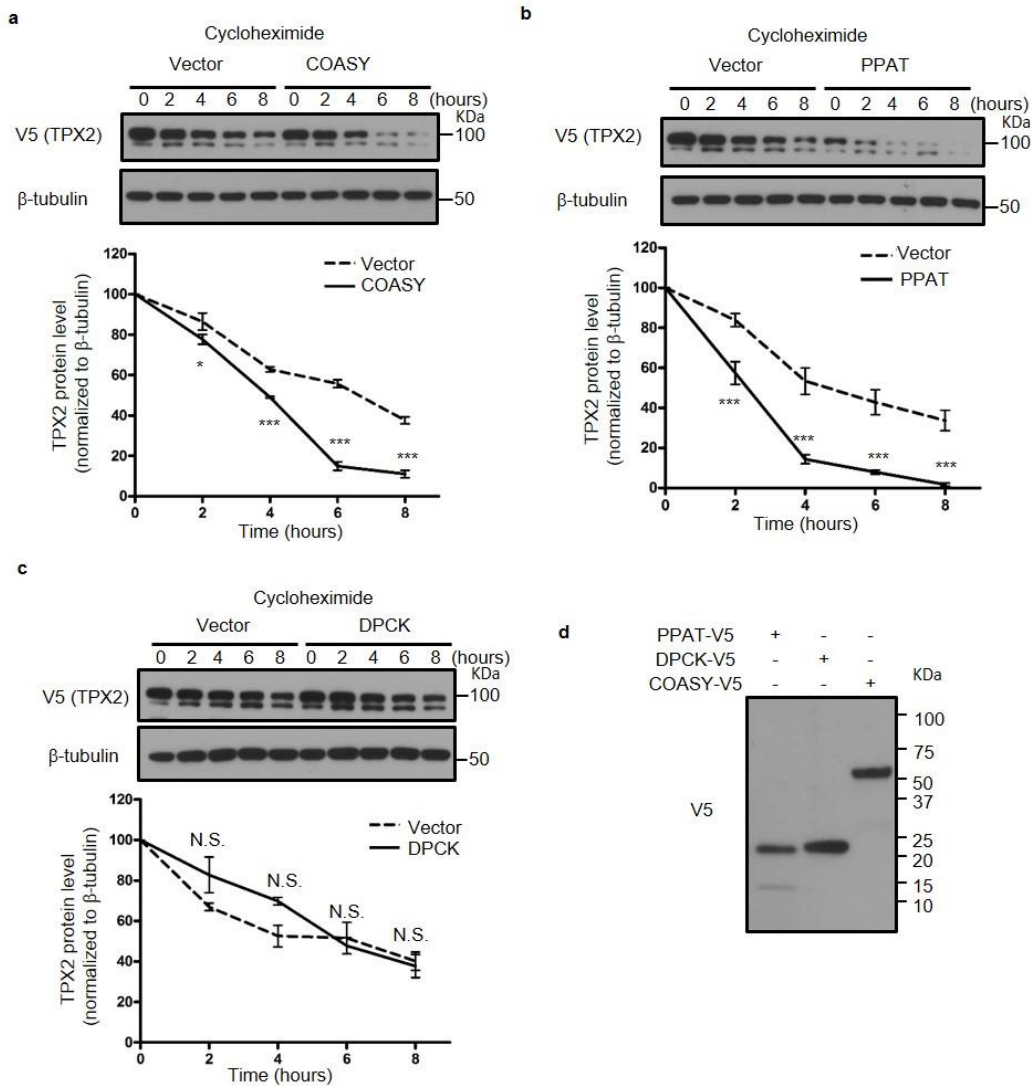 a
Cycloheximide
Vector COASY
0 2 4 6 8 0 2 4 6 8 (hours)
KDa
V5 (TPX2) 100
β-tubulin 50
120
100
80
60
40
20
0
TPX2 protein level
(normalized to β-tubulin)
Vector
COASY
*
***
***
***
0 2 4 6 8
Time (hours)
b
Cycloheximide
Vector PPAT
0 2 4 6 8 0 2 4 6 8 (hours)
KDa
V5 (TPX2) 100
β-tubulin 50
120
100
80
60
40
20
0
TPX2 protein level
(normalized to β-tubulin)
Vector
PPAT
***
***
***
***
0 2 4 6 8
Time (hours)
c
Cycloheximide
Vector DPCK
0 2 4 6 8 0 2 4 6 8 (hours)
KDa
V5 (TPX2) 100
β-tubulin 50
120
100
80
60
40
20
0
TPX2 protein level
(normalized to β-tubulin)
Vector
DPCK
N.S.
N.S.
N.S.
N.S.
0 2 4 6 8
Time (hours)
d
PPAT-V5 + - -
DPCK-V5 - + -
COASY-V5 - - +
KDa
100
75
50
37
25
20
15
10
V5